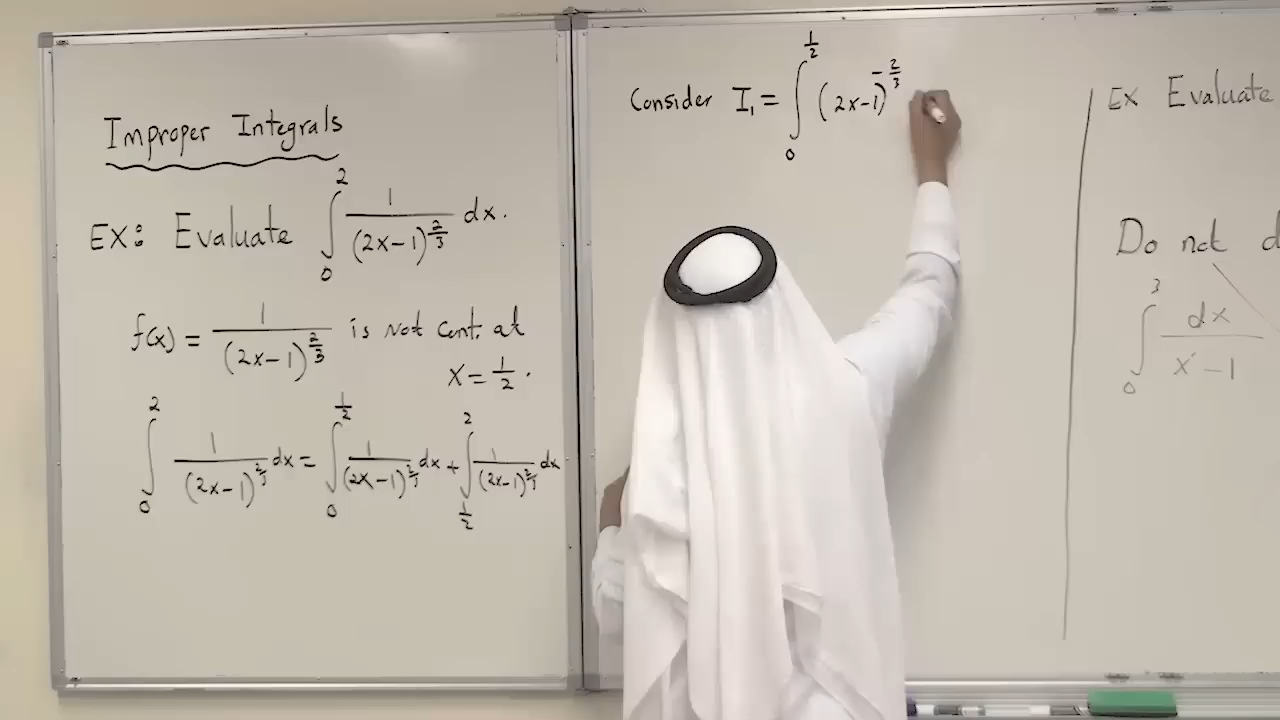 Improper Integrals
EX: Evaluate ∫₀² 1/(2x-1)^(2/3) dx.
f(x) = 1/(2x-1)^(2/3) is not cont. at
x = 1/2.
∫₀² 1/(2x-1)^(2/3) dx = ∫₀^(1/2) 1/(2x-1)^(2/3) dx + ∫_(1/2)^2 1/(2x-1)^(2/3) dx
Consider I₁ = ∫₀^(1/2) (2x-1)^(-2/3)
Ex Evaluate
Do not
∫₀³ dx/(x-1)